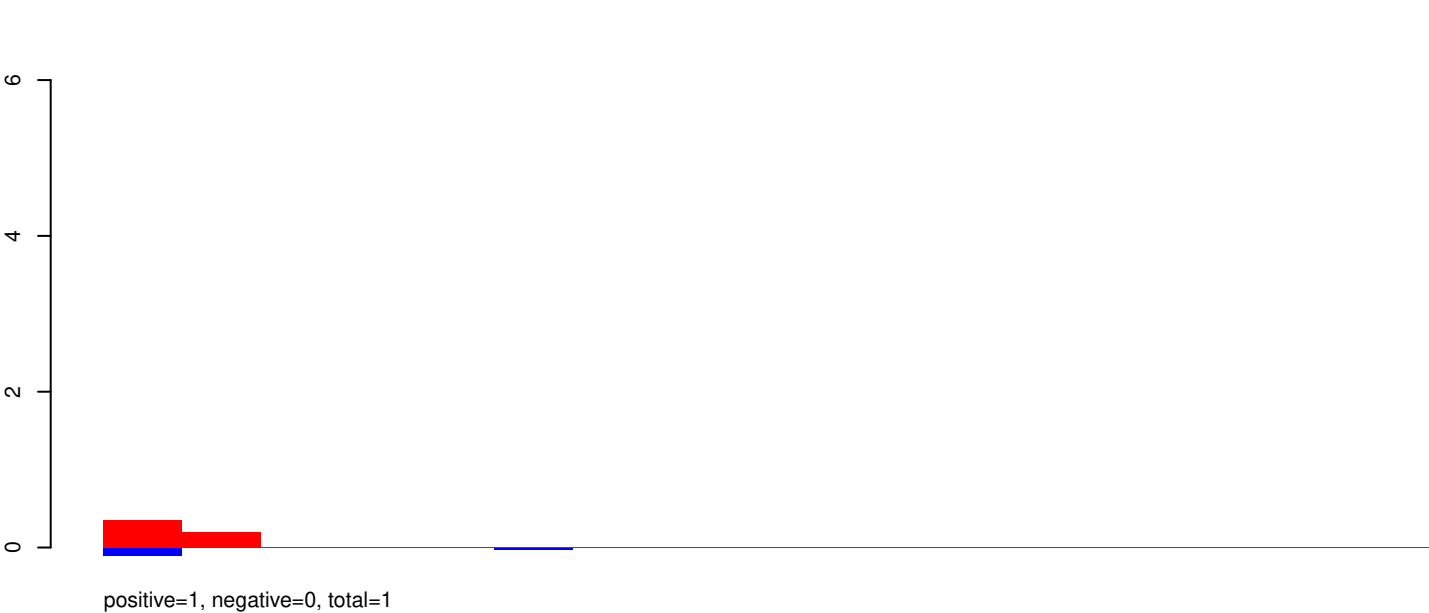 6
4
2
0
positive=1, negative=0, total=1